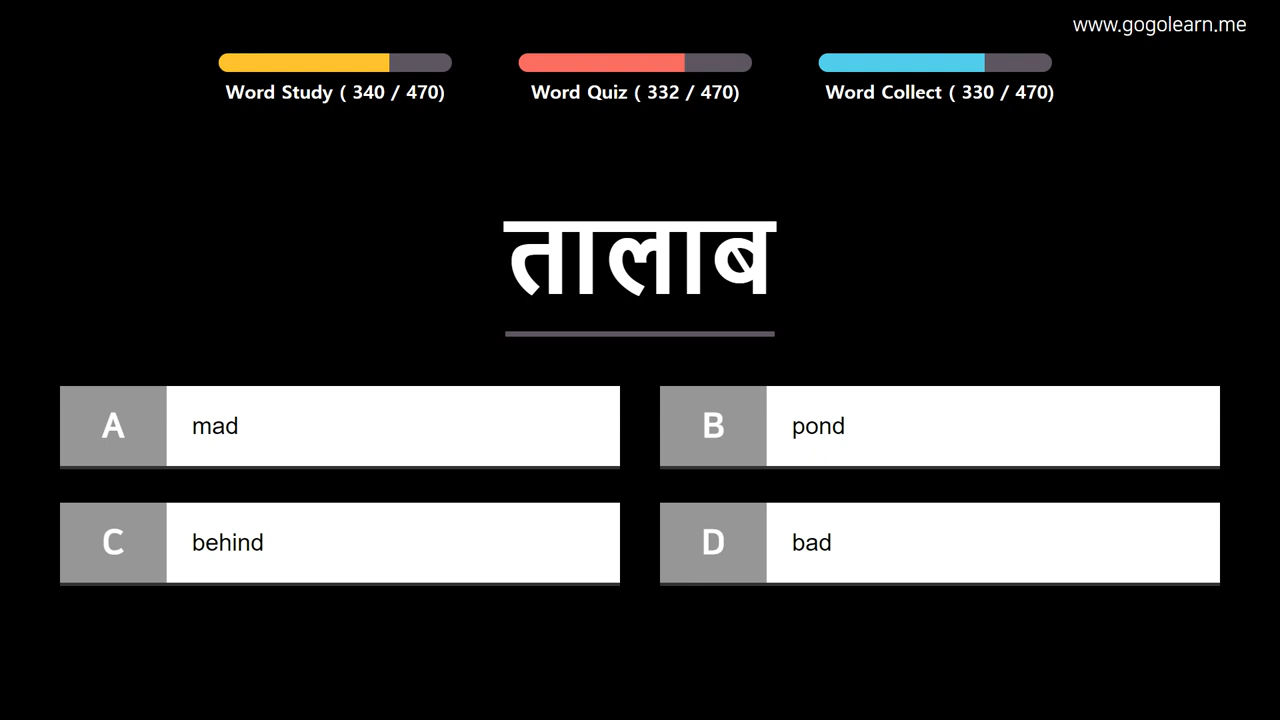 www.gogolearn.me
Word Study ( 340 / 470)
Word Quiz ( 332 / 470)
Word Collect ( 330 / 470)
तालाब
A mad
B pond
C behind
D bad